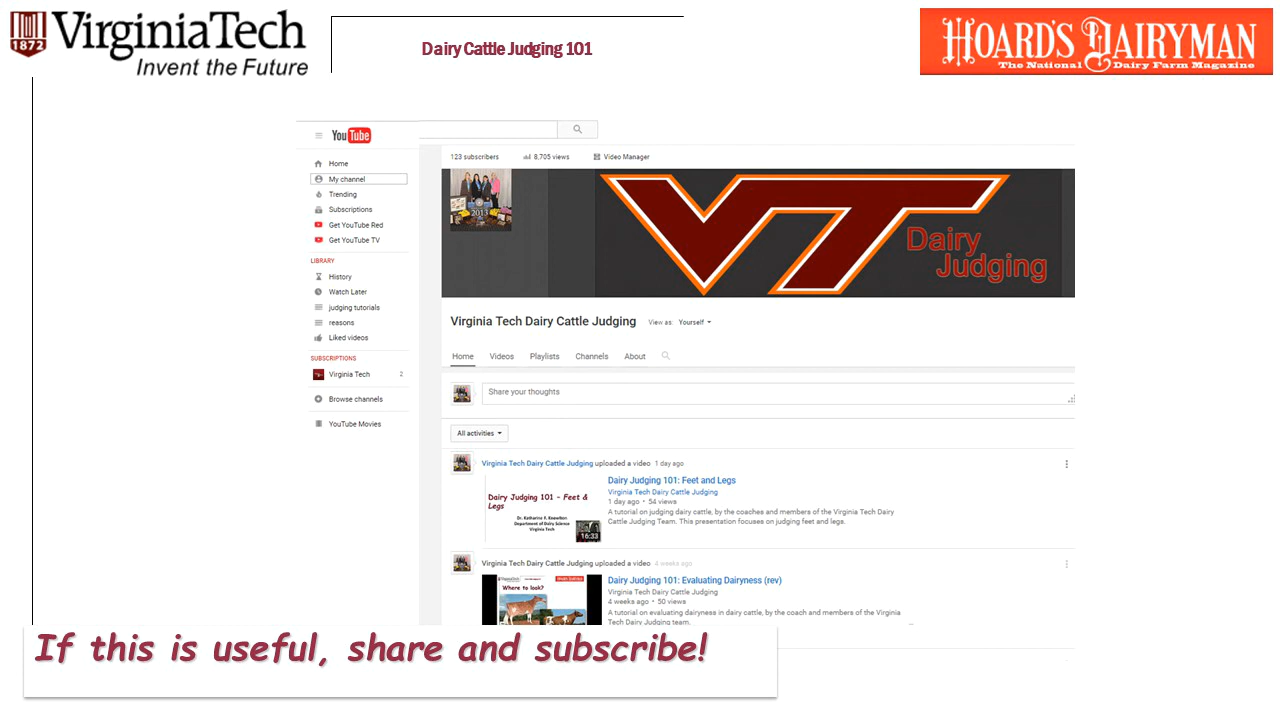 1872
VirginiaTech
Invent the Future
Dairy Cattle Judging 101
HOARD'S DAIRYMAN
The National Dairy Farm Magazine
YouTube
Home
My channel
Trending
Subscriptions
Get YouTube Red
Get YouTube TV
LIBRARY
History
Watch Later
judging tutorials
reasons
Liked videos
SUBSCRIPTIONS
Virginia Tech 2
Browse channels
YouTube Movies
123 subscribers 8,705 views Video Manager
2013
VT
Dairy
Judging
Virginia Tech Dairy Cattle Judging View as: Yourself
Home Videos Playlists Channels About
Share your thoughts
All activities
Virginia Tech Dairy Cattle Judging uploaded a video 1 day ago
Dairy Judging 101 - Feet &
Legs
Dr. Katharine F. Knowlton
Department of Dairy Science
Virginia Tech
16:33
Dairy Judging 101: Feet and Legs
Virginia Tech Dairy Cattle Judging
1 day ago • 54 views
A tutorial on judging dairy cattle, by the coaches and members of the Virginia Tech Dairy
Cattle Judging Team. This presentation focuses on judging feet and legs.
Virginia Tech Dairy Cattle Judging uploaded a video 4 weeks ago
VirginiaTech
Where to look?
Dairy Judging 101: Evaluating Dairyness (rev)
Virginia Tech Dairy Cattle Judging
4 weeks ago • 50 views
A tutorial on evaluating dairyness in dairy cattle, by the coach and members of the Virginia
Tech Dairy Judging team.
If this is useful, share and subscribe!